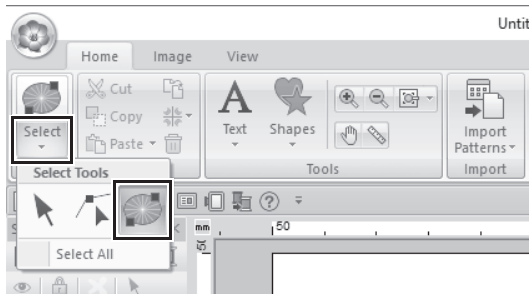 Untit
Home Image View
Select
Cut
Copy
Paste
Text
Shapes
Import
Patterns
Tools
Import
Select Tools
Select All
mm
50
50